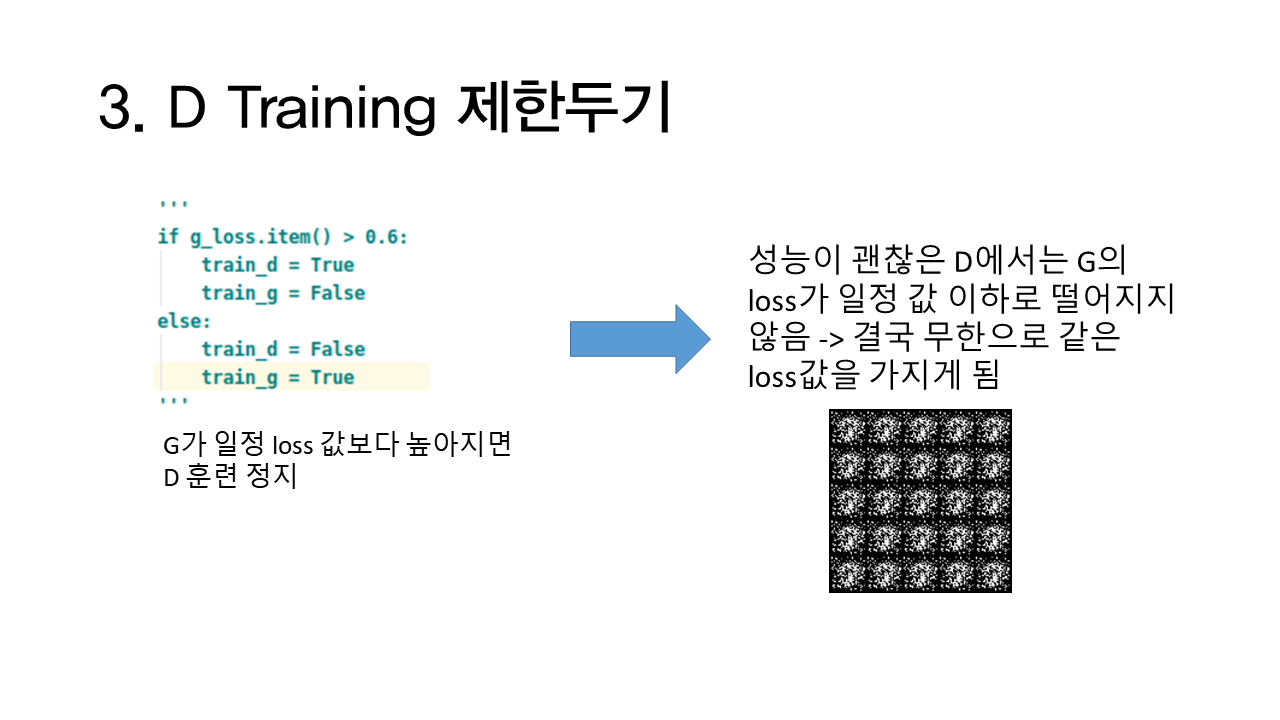 3. D Training 제한두기
'''
if g_loss.item() > 0.6:
    train_d = True
    train_g = False
else:
    train_d = False
    train_g = True
'''
G가 일정 loss 값보다 높아지면
D 훈련 정지
성능이 괜찮은 D에서는 G의
loss가 일정 값 이하로 떨어지지
않음 -> 결국 무한으로 같은
loss값을 가지게 됨